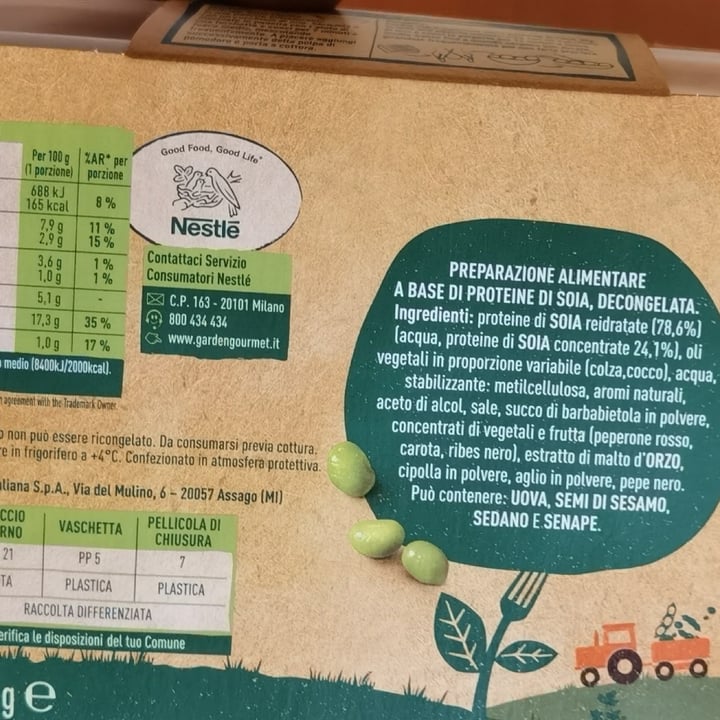 Per 100 g
(1 porzione)
%AR* per
porzione
688 kJ
165 kcal
8 %
7,9 g
11 %
2,9 g
15 %
3,6 g
1 %
1,0 g
1 %
5,1 g
-
17,3 g
35 %
1,0 g
17 %
medio (8400kJ/2000kcal).
agreement with the Trademark Owner.
Good Food, Good Life*
Nestlé
Contattaci Servizio
Consumatori Nestlé
C.P. 163 - 20101 Milano
800 434 434
www.gardengourmet.it
PREPARAZIONE ALIMENTARE
A BASE DI PROTEINE DI SOIA, DECONGELATA.
Ingredienti: proteine di SOIA reidratate (78,6%)
(acqua, proteine di SOIA concentrate 24,1%), oli
vegetali in proporzione variabile (colza,cocco), acqua,
stabilizzante: metilcellulosa, aromi naturali,
aceto di alcol, sale, succo di barbabietola in polvere,
concentrati di vegetali e frutta (peperone rosso,
carota, ribes nero), estratto di malto d'ORZO,
cipolla in polvere, aglio in polvere, pepe nero.
Può contenere: UOVA, SEMI DI SESAMO,
SEDANO E SENAPE.
non può essere ricongelato. Da consumarsi previa cottura.
re in frigorifero a +4°C. Confezionato in atmosfera protettiva.
aliana S.p.A., Via del Mulino, 6 – 20057 Assago (MI)
CCIO
RNO
VASCHETTA
PELLICOLA DI
CHIUSURA
21
PP 5
7
TA
PLASTICA
PLASTICA
RACCOLTA DIFFERENZIATA
erifica le disposizioni del tuo Comune
g e